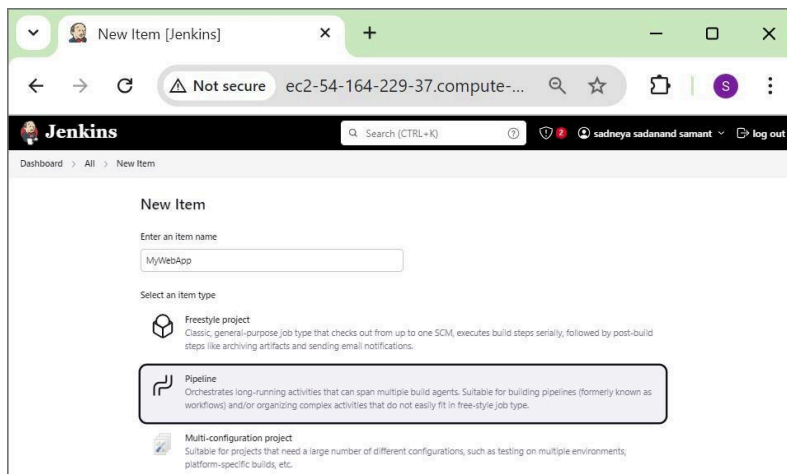 New Item [Jenkins]
Not secure ec2-54-164-229-37.compute-...
S
Jenkins
Search (CTRL+K)
2
sadneya sadanand samant
log out
Dashboard > All > New Item
New Item
Enter an item name
MyWebApp
Select an item type
Freestyle project
Classic, general-purpose job type that checks out from up to one SCM, executes build steps serially, followed by post-build
steps like archiving artifacts and sending email notifications.
Pipeline
Orchestrates long-running activities that can span multiple build agents. Suitable for building pipelines (formerly known as
workflows) and/or organizing complex activities that do not easily fit in free-style job type.
Multi-configuration project
Suitable for projects that need a large number of different configurations, such as testing on multiple environments,
platform-specific builds, etc.